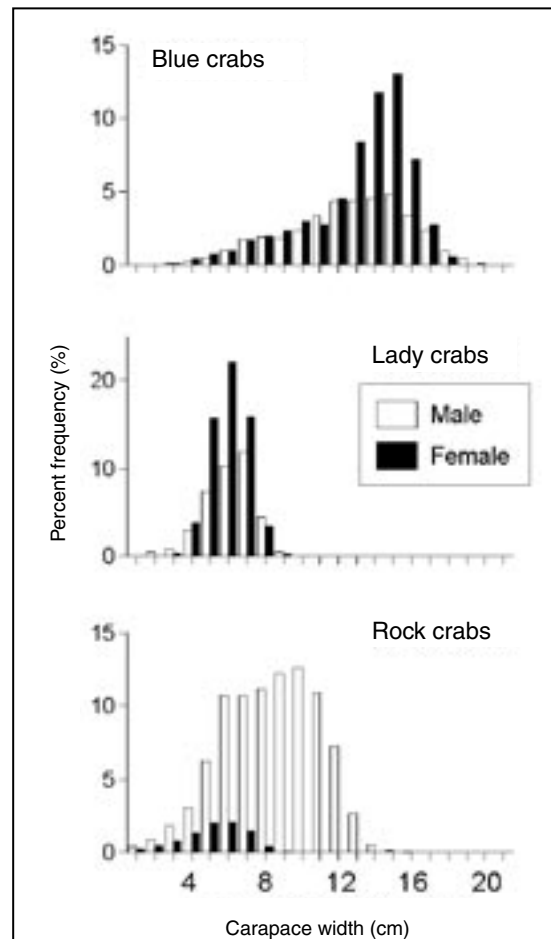 Blue crabs
15
10
5
0
Lady crabs
20
10
0
Male
Female
Percent frequency (%)
Rock crabs
15
10
5
0
4 8 12 16 20
Carapace width (cm)